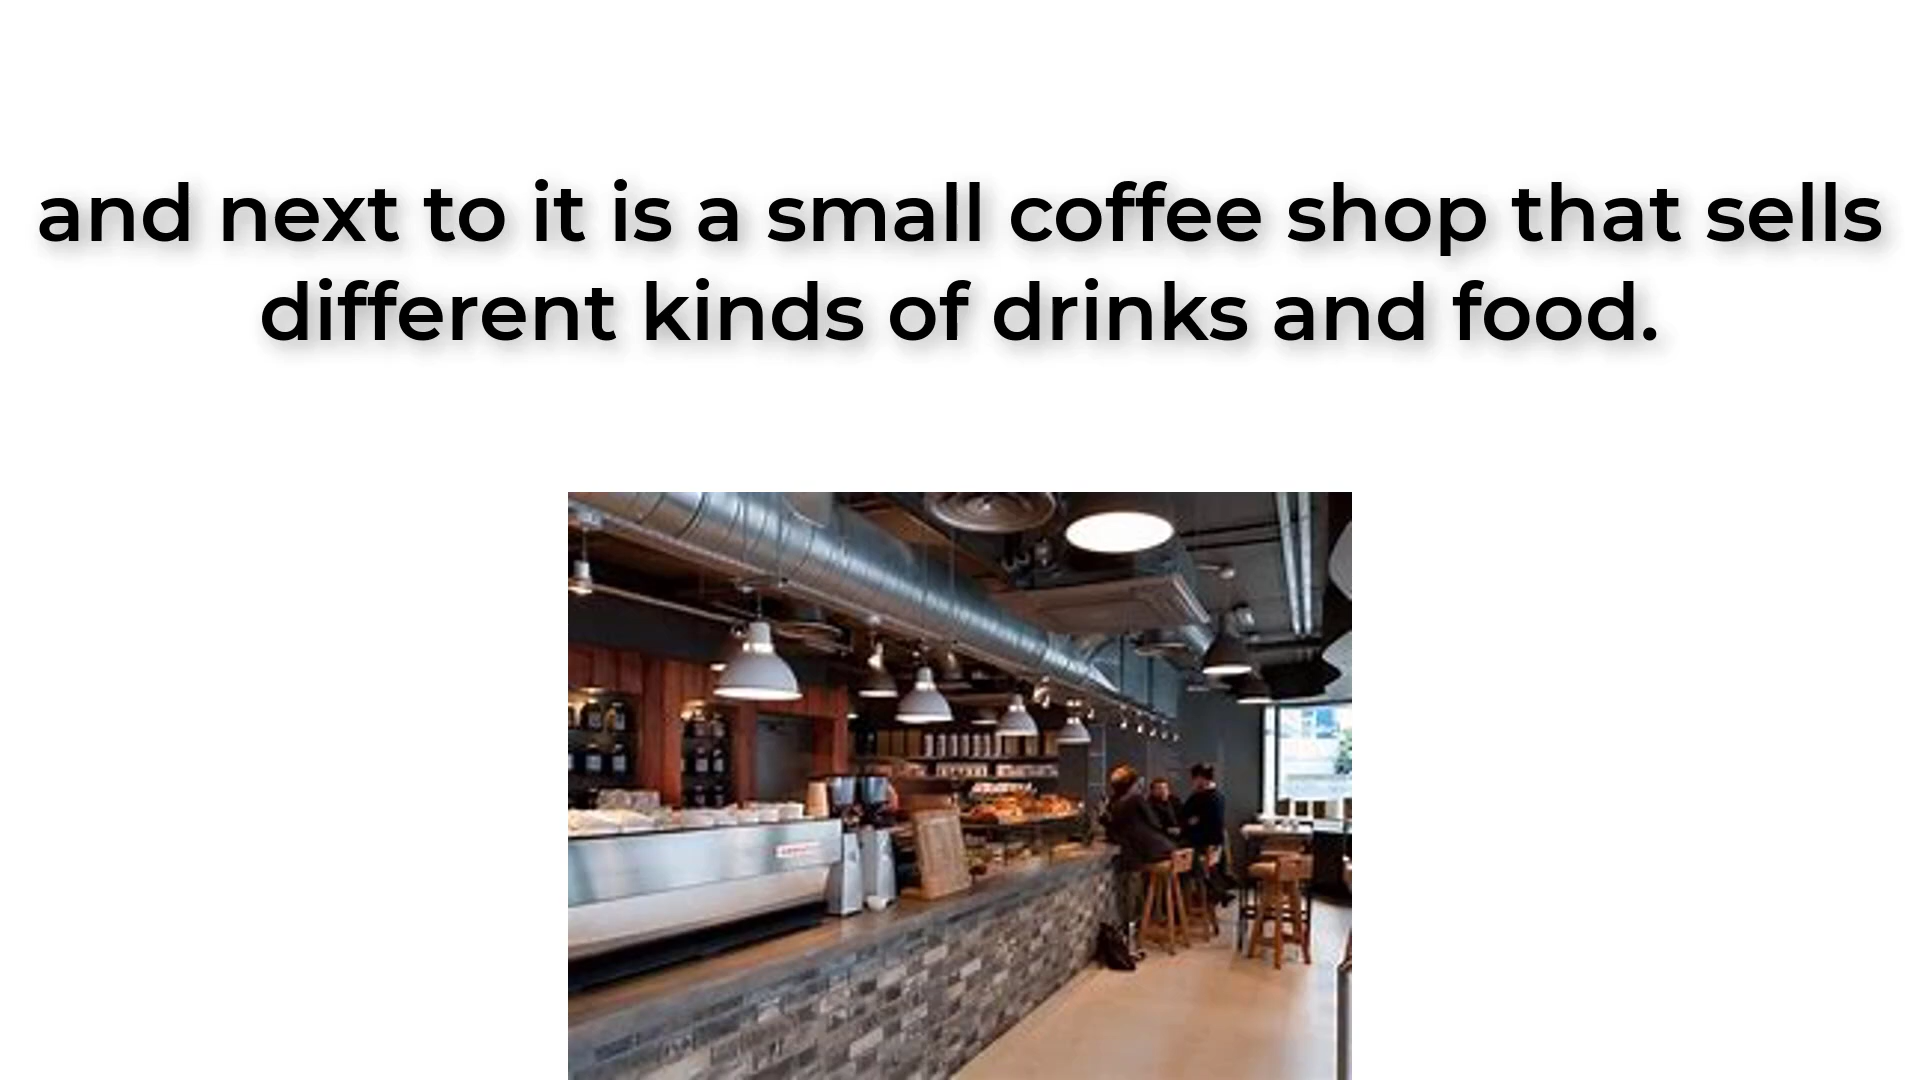 and next to it is a small coffee shop that sells
different kinds of drinks and food.